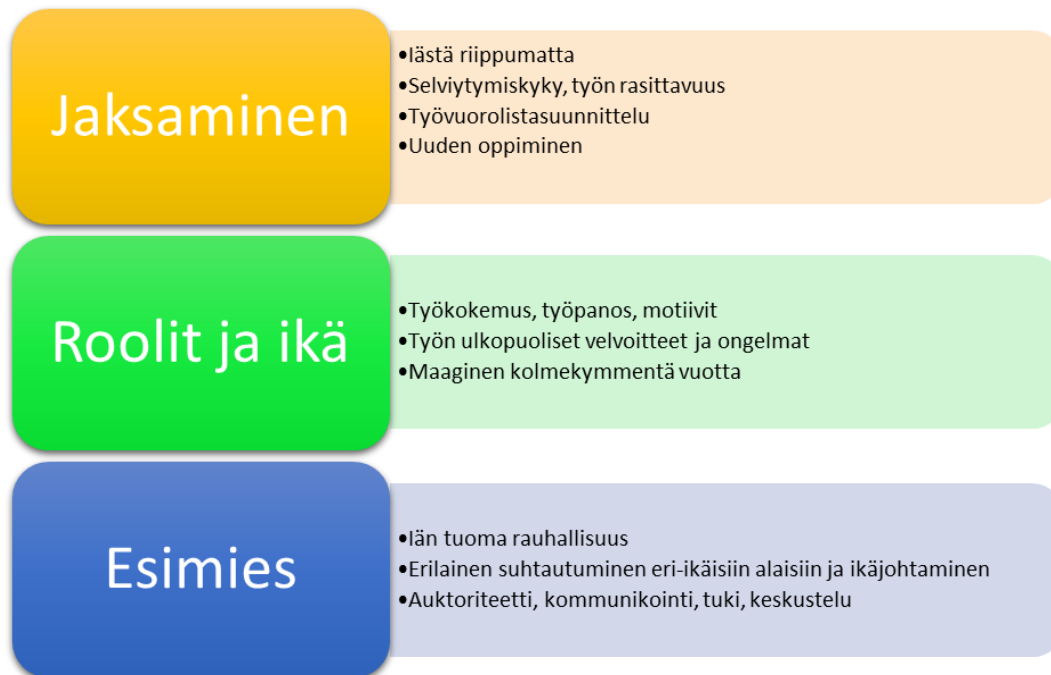 Jaksaminen
•Iästä riippumatta
•Selviytymiskyky, työn rasittavuus
•Työvuorolistasuunnittelu
•Uuden oppiminen
Roolit ja ikä
•Työkokemus, työpanos, motiivit
•Työn ulkopuoliset velvoitteet ja ongelmat
•Maaginen kolmekymmentä vuotta
Esimies
•Iän tuoma rauhallisuus
•Erilainen suhtautuminen eri-ikäisiin alaisiin ja ikäjohtaminen
•Auktoriteetti, kommunikointi, tuki, keskustelu